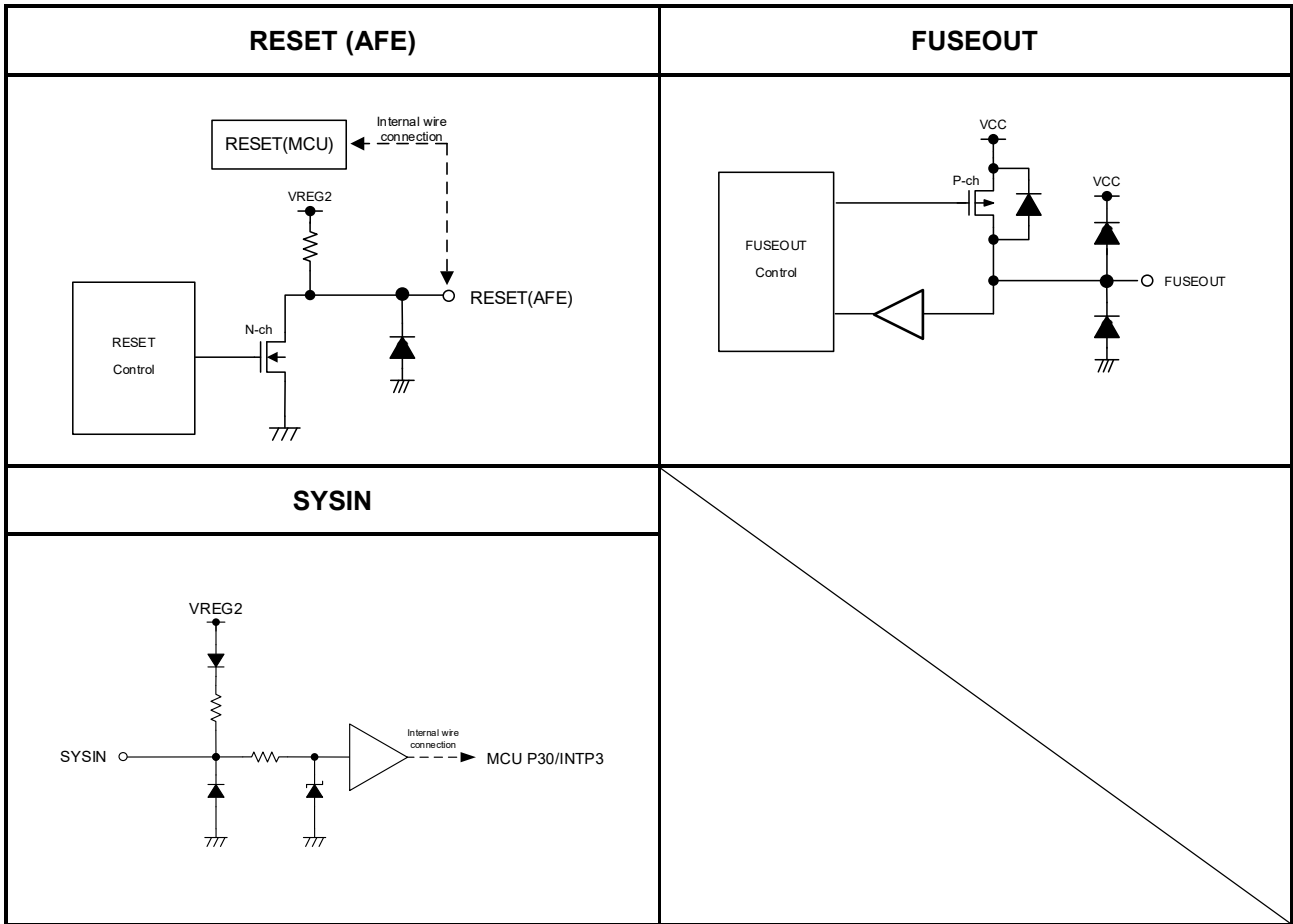 RESET (AFE)
FUSEOUT
RESET(MCU)
Internal wire
connection
VREG2
RESET(AFE)
N-ch
RESET
Control
VCC
P-ch
VCC
FUSEOUT
Control
FUSEOUT
SYSIN
VREG2
SYSIN
Internal wire
connection
MCU P30/INTP3